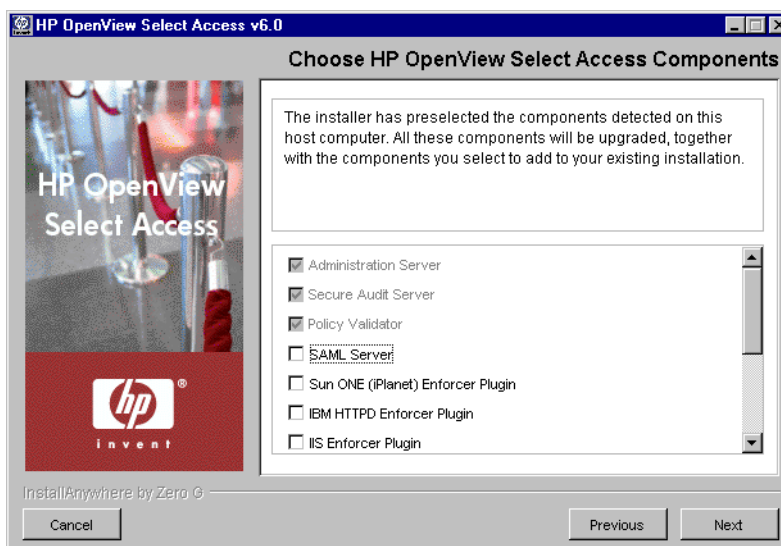 HP OpenView Select Access v6.0
Choose HP OpenView Select Access Components
HP OpenView
Select Access
The installer has preselected the components detected on this
host computer. All these components will be upgraded, together
with the components you select to add to your existing installation.
Administration Server
Secure Audit Server
Policy Validator
SAML Server
Sun ONE (iPlanet) Enforcer Plugin
IBM HTTPD Enforcer Plugin
IIS Enforcer Plugin
hp
®
invent
InstallAnywhere by Zero G
Cancel
Previous
Next